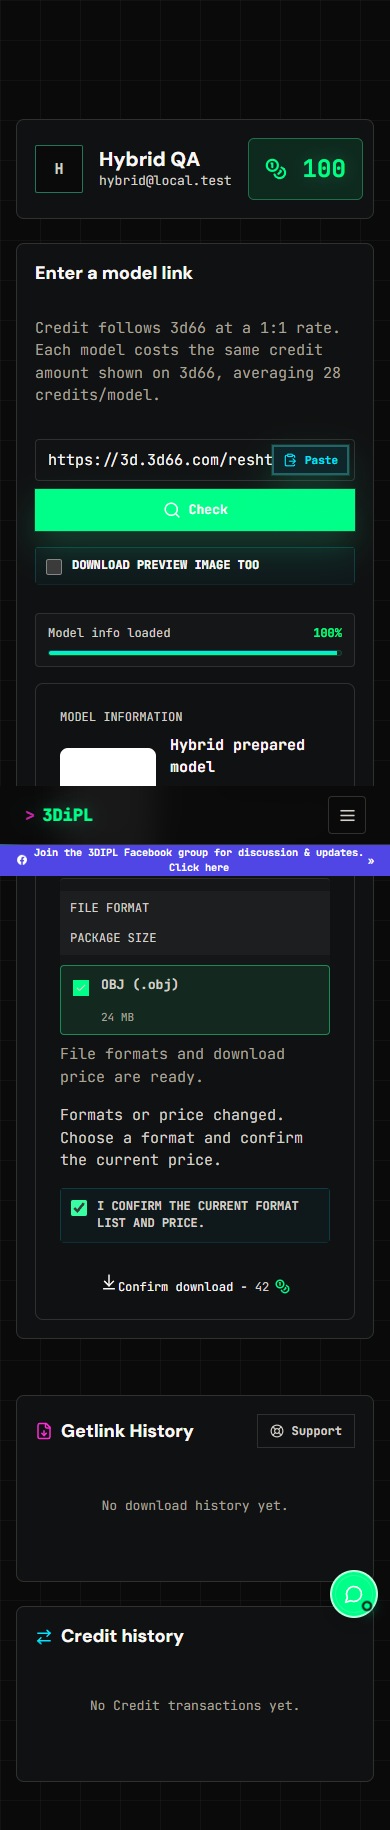 H
Hybrid QA
hybrid@local.test
100
Enter a model link
Credit follows 3d66 at a 1:1 rate.
Each model costs the same credit
amount shown on 3d66, averaging 28
credits/model.
https://3d.3d66.com/resht
Paste
Check
DOWNLOAD PREVIEW IMAGE TOO
Model info loaded
100%
MODEL INFORMATION
Hybrid prepared
model
> 3DiPL
Join the 3DIPL Facebook group for discussion & updates.
Click here
»
FILE FORMAT
PACKAGE SIZE
OBJ (.obj)
24 MB
File formats and download
price are ready.
Formats or price changed.
Choose a format and confirm
the current price.
I CONFIRM THE CURRENT FORMAT
LIST AND PRICE.
Confirm download - 42
Getlink History
Support
No download history yet.
Credit history
No Credit transactions yet.